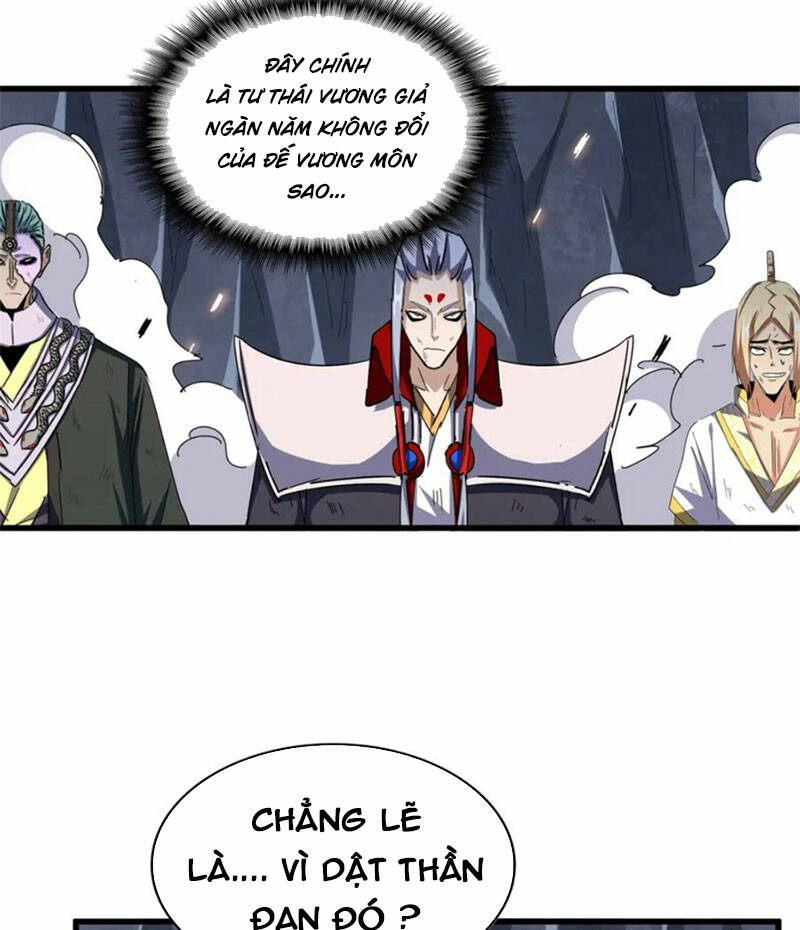 ĐÂY CHÍNH
LÀ TƯ THÁI VƯƠNG GIẢ
NGÀN NĂM KHÔNG ĐỔI
CỦA ĐẾ VƯƠNG MÔN
SAO...
CHẲNG LẼ
LÀ.... VÌ DẬT THẦN
ĐAN ĐÓ ?